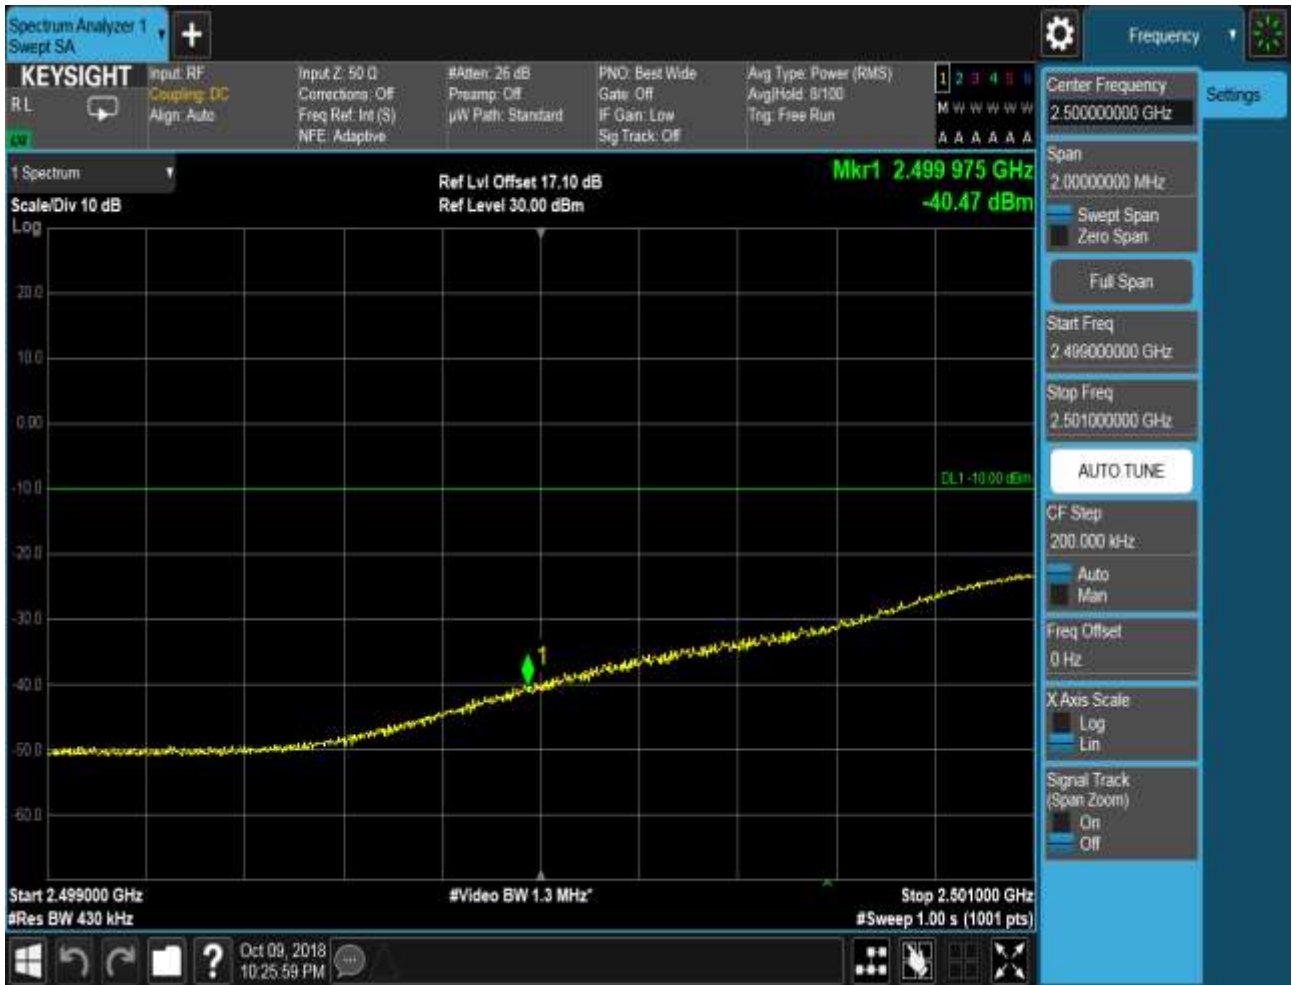 Spectrum Analyzer 1
Swept SA
+
Frequency
KEYSIGHT
RL
LXI
Input: RF
Coupling: DC
Align: Auto
Input Z: 50 Ω
Corrections: Off
Freq Ref: Int (S)
NFE: Adaptive
#Atten: 26 dB
Preamp: Off
µW Path: Standard
PNO: Best Wide
Gate: Off
IF Gain: Low
Sig Track: Off
Avg Type: Power (RMS)
Avg|Hold: 8/100
Trig: Free Run
1 2 3 4 5 6
M W W W W W
A A A A A A
1 Spectrum
Scale/Div 10 dB
Log
Ref Lvl Offset 17.10 dB
Ref Level 30.00 dBm
Mkr1 2.499 975 GHz
-40.47 dBm
20.0
10.0
0.00
-10.0
-20.0
-30.0
-40.0
-50.0
-60.0
DL1 -10.00 dBm
1
Start 2.499000 GHz
#Res BW 430 kHz
#Video BW 1.3 MHz*
Stop 2.501000 GHz
#Sweep 1.00 s (1001 pts)
Center Frequency
2.500000000 GHz
Settings
Span
2.00000000 MHz
Swept Span
Zero Span
Full Span
Start Freq
2.499000000 GHz
Stop Freq
2.501000000 GHz
AUTO TUNE
CF Step
200.000 kHz
Auto
Man
Freq Offset
0 Hz
X Axis Scale
Log
Lin
Signal Track
(Span Zoom)
On
Off
?
Oct 09, 2018
10:25:59 PM